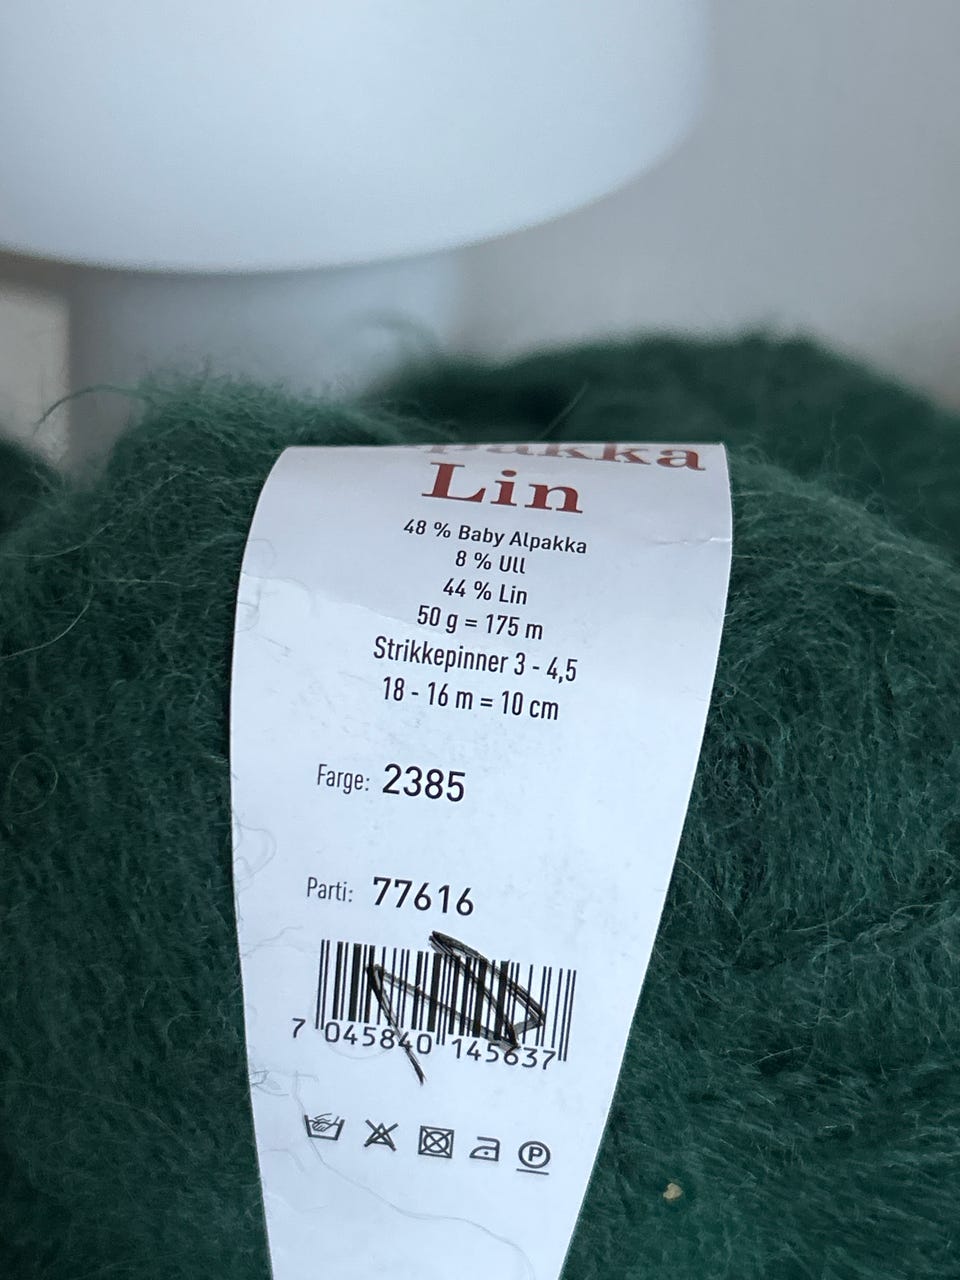 Lin
48 % Baby Alpakka
8 % Ull
44 % Lin
50 g = 175 m
Strikkepinner 3 - 4,5
18 - 16 m = 10 cm
Farge: 2385
Parti: 77616
7 045840 145637
P